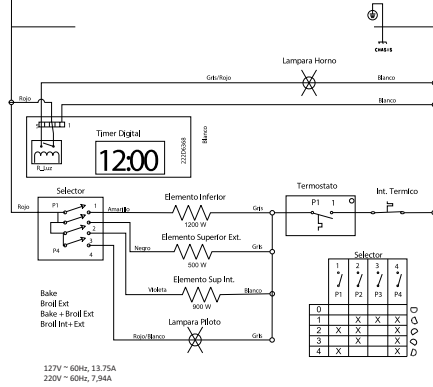 CHASIS
Lampara Horno
Gris/Rojo Blanco
Rojo Blanco
5 1
Timer Digital
12:00
R_Luz
222D6368
Blanco
Selector
Rojo P1 1 Amarillo Elemento Inferior Gris
1200 W
2
Negro Elemento Superior Ext. Gris
500 W
3
P4 4
Violeta Elemento Sup Int. Blanco
900 W
Rojo/Blanco Lampara Piloto Gris
Termostato
P1 1
Int. Termico
Bake
Broil Ext
Bake + Broil Ext
Broil Int+Ext
Selector
1 2 3 4
P1 P2 P3 P4
0
1 X X X
2 X X X
3 X X
4 X X
127V ~ 60Hz, 13.75A
220V ~ 60Hz, 7,94A